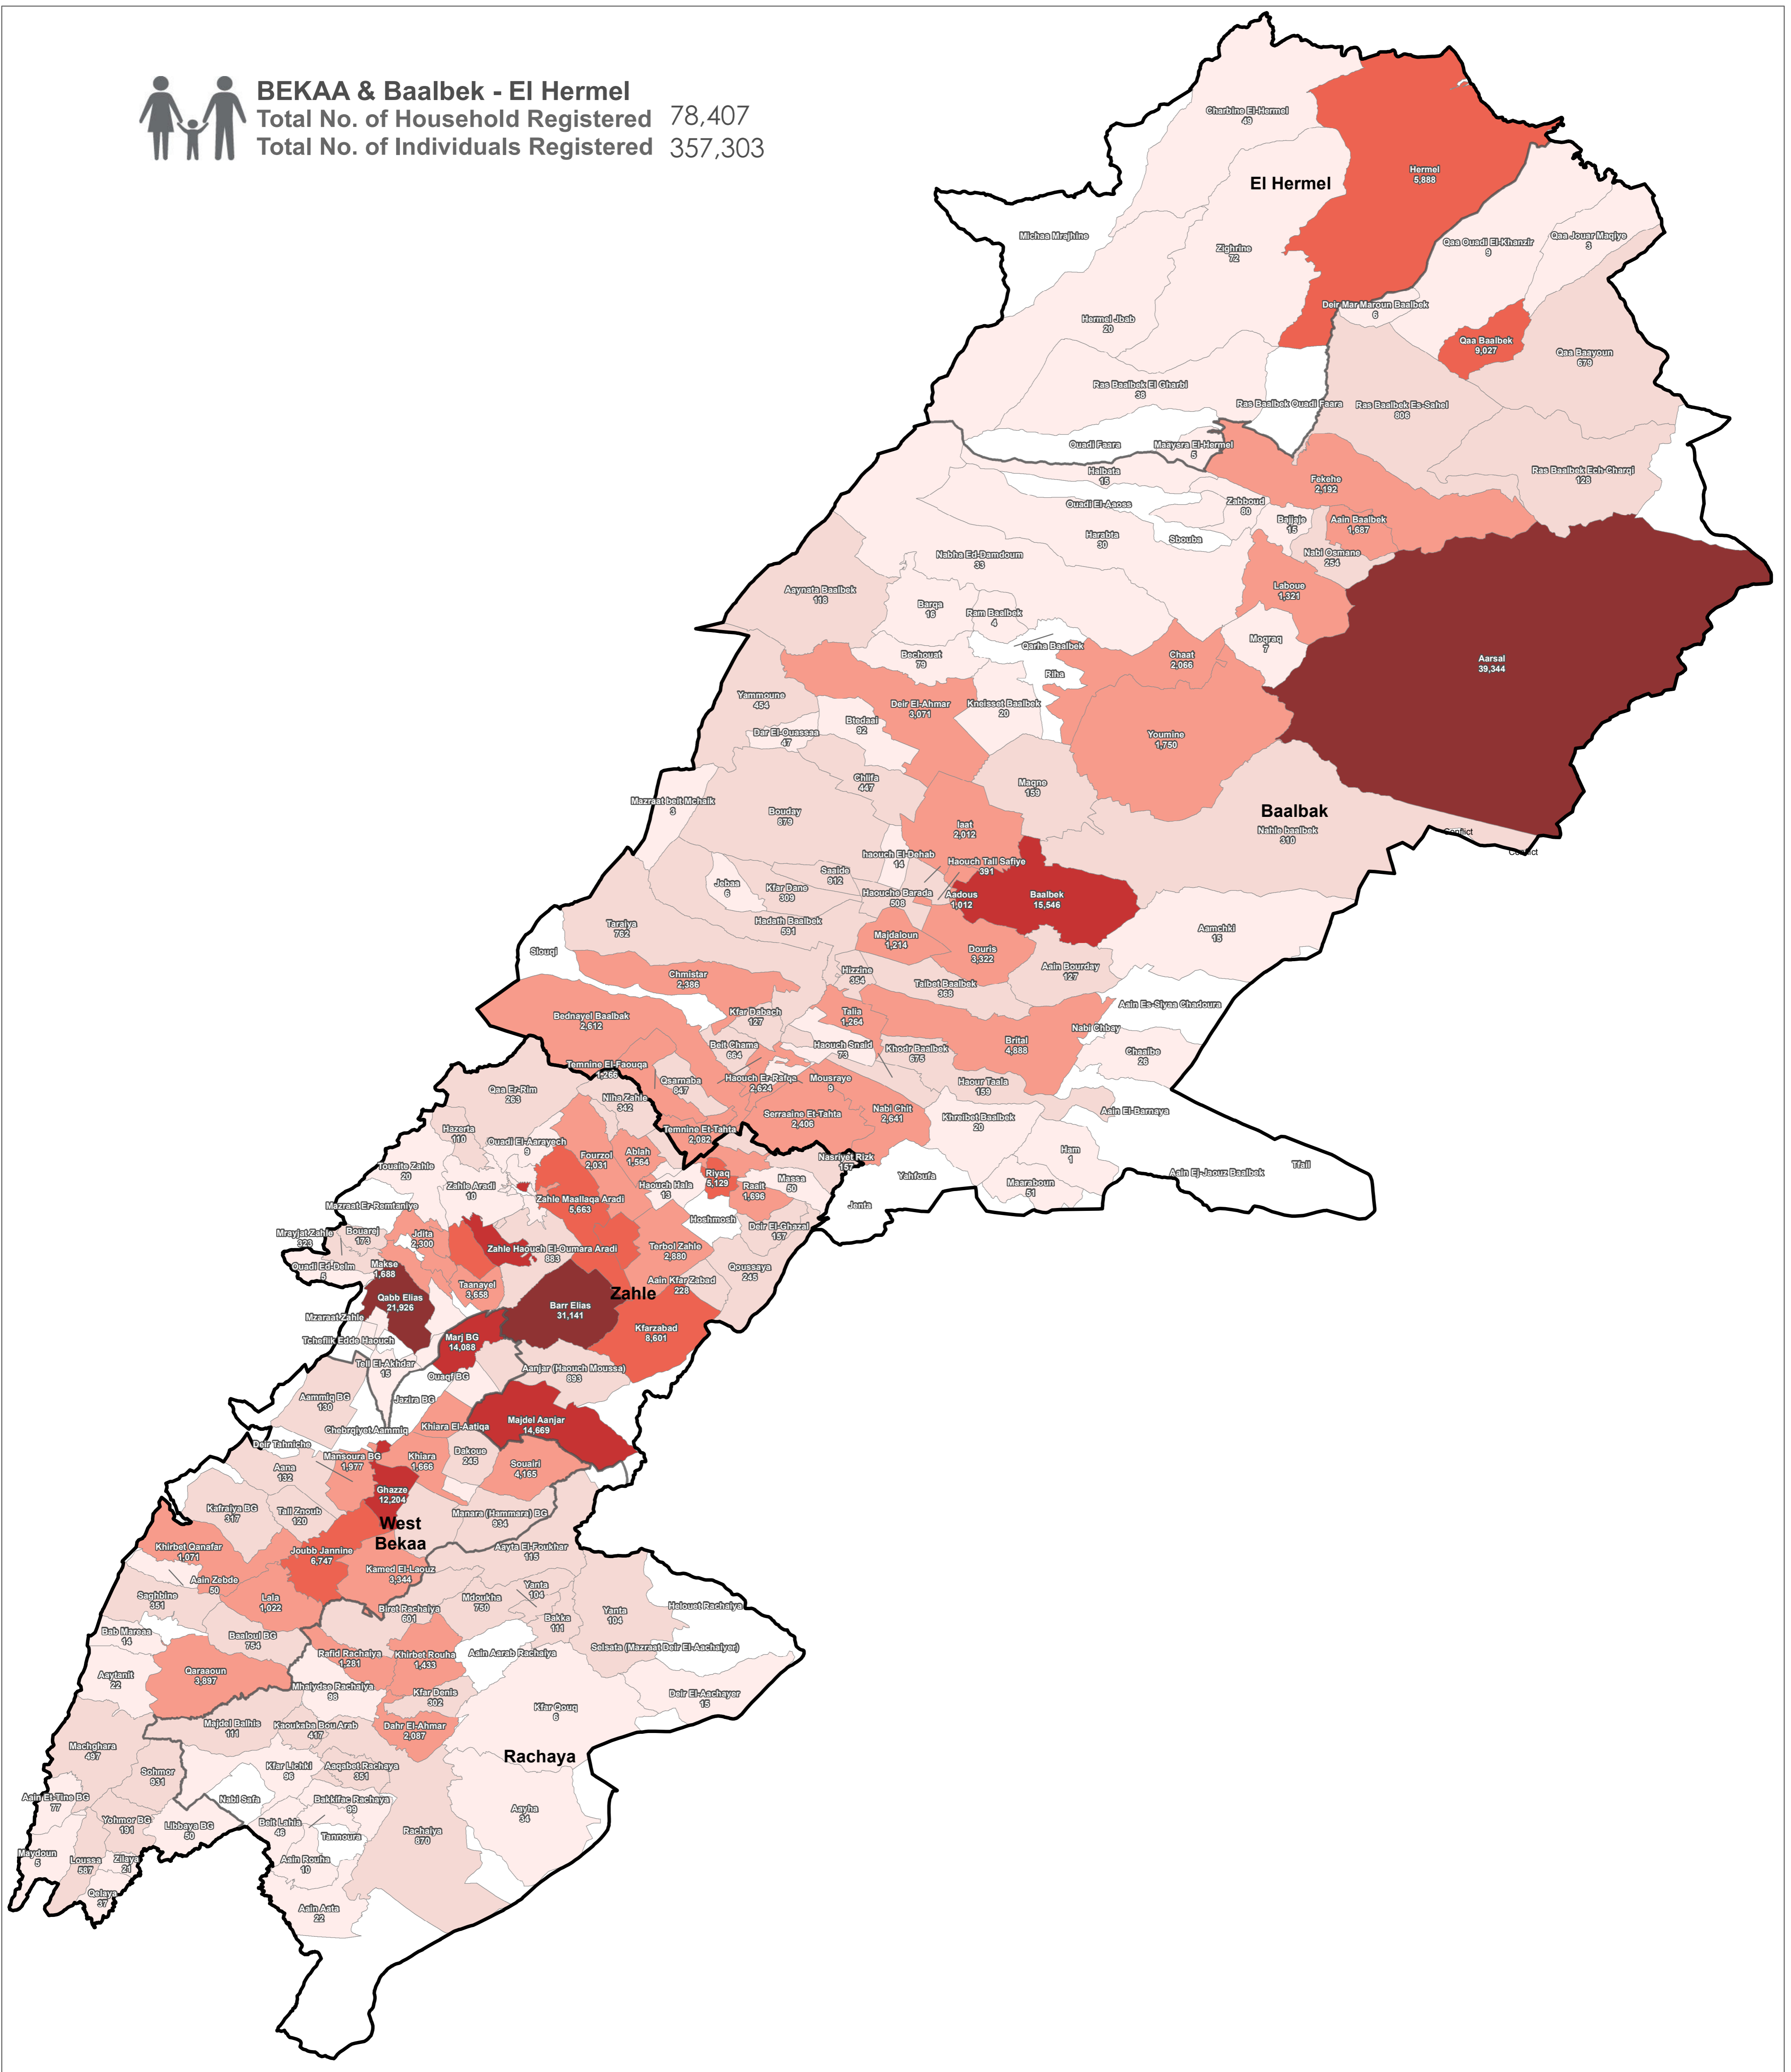 BEKAA & Baalbek - El Hermel
Total No. of Household Registered 78,407
Total No. of Individuals Registered 357,303
Charbine El-Hermel
49
Hermel
5,888
El Hermel
Michaa Mrajhine
Zighrine
72
Qaa Ouadi El-Khanzir
9
Qaa Jouar Maqiye
3
Hermel Jbab
20
Deir Mar Maroun Baalbek
6
Qaa Baalbek
9,027
Qaa Baayoun
679
Ras Baalbek El Gharbi
38
Ras Baalbek Ouadi Faara
Ras Baalbek Es-Sahel
806
Ouadi Faara
Maaysra El-Hermel
5
Halbata
15
Fekehe
2,192
Ras Baalbek Ech-Charqi
128
Ouadi El-Aaoss
Zabboud
80
Bajjaje
15
Aain Baalbek
1,687
Harabta
30
Sbouba
Nabi Osmane
254
Nabha Ed-Damdoum
33
Aaynata Baalbek
118
Laboue
1,321
Barqa
16
Ram Baalbek
4
Moqraq
7
Qarha Baalbek
Bechouat
79
Chaat
2,066
Aarsal
39,344
Riha
Yammoune
454
Deir El-Ahmar
3,071
Kneisset Baalbek
20
Btedaai
92
Dar El-Ouassaa
47
Youmine
1,750
Chlifa
447
Maqne
159
Mazraat beit Mchaik
3
Bouday
879
Baalbak
Iaat
2,012
Nahle baalbek
310
Conflict
Conflict
haouch El-Dehab
14
Haouch Tall Safiye
391
Saaide
912
Jebaa
6
Kfar Dane
309
Haouche Barada
508
Aadous
1,012
Baalbek
15,546
Taraiya
762
Hadath Baalbek
591
Majdaloun
1,214
Aamchki
15
Slouqi
Douris
3,322
Chmistar
2,386
Hizzine
354
Aain Bourday
127
Taibet Baalbek
368
Aain Es-Siyaa Chadoura
Bednayel Baalbak
2,612
Kfar Dabach
127
Talia
1,264
Nabi Chbay
Beit Chama
664
Haouch Snaid
73
Khodr Baalbek
675
Brital
4,888
Chaaibe
26
Temnine El-Faouqa
1,266
Qsarnaba
847
Haouch Er-Rafqa
2,624
Mousraye
9
Haour Taala
159
Qaa Er-Rim
263
Niha Zahle
342
Serraaine Et-Tahta
2,406
Nabi Chit
2,641
Khreibet Baalbek
20
Aain El-Barnaya
Hazerta
110
Ouadi El-Aarayech
9
Temnine Et-Tahta
2,082
Fourzol
2,031
Ablah
1,564
Ham
1
Touaite Zahle
20
Nasriyet Rizk
157
Yahfoufa
Aain Ej-Jaouz Baalbek
Tfail
Zahle Aradi
10
Haouch Hala
13
Riyaq
5,129
Raait
1,696
Massa
50
Maaraboun
51
Mazraat Er-Remtaniye
Zahle Maallaqa Aradi
5,663
Jenta
Hoshmosh
Deir El-Ghazal
157
Mrayjat Zahle
323
Bouarej
173
Jdita
2,300
Zahle Haouch El-Oumara Aradi
883
Terbol Zahle
2,880
Ouadi Ed-Delm
5
Makse
1,688
Taanayel
3,658
Aain Kfar Zabad
228
Qoussaya
245
Qabb Elias
21,926
Barr Elias
31,141
Zahle
Mzaraat Zahle
Kfarzabad
8,601
Tcheflik Edde Haouch
Marj BG
14,088
Tell El-Akhdar
15
Ouaqf BG
Aanjar (Haouch Moussa)
893
Aammiq BG
130
Jazira BG
Chebrqiyet Aammiq
Khiara El-Aatiqa
Majdel Aanjar
14,669
Deir Tahniche
Mansoura BG
1,977
Khiara
1,666
Dakoue
245
Souairi
4,165
Aana
132
Ghazze
12,204
Kafraiya BG
317
Tall Znoub
120
Manara (Hammara) BG
934
West
Bekaa
Khirbet Qanafar
1,071
Joubb Jannine
6,747
Aayta El-Foukhar
115
Kamed El-Laouz
3,344
Aain Zebde
50
Saghbine
351
Lala
1,022
Mdoukha
750
Yanta
104
Biret Rachaiya
601
Bakka
111
Yanta
104
Helouet Rachaiya
Bab Mareaa
14
Baaloul BG
754
Rafid Rachaiya
1,281
Khirbet Rouha
1,433
Aain Aarab Rachaiya
Selsata (Mazraat Deir El-Aachaiyer)
Aaytanit
22
Qaraaoun
3,897
Mhaiydse Rachaiya
98
Kfar Denis
302
Deir El-Aachayer
15
Kfar Qouq
6
Majdel Balhis
111
Kaoukaba Bou Arab
417
Dahr El-Ahmar
2,087
Machghara
497
Rachaya
Sohmor
931
Kfar Lichki
96
Aaqabet Rachaya
351
Aain Et-Tine BG
77
Nabi Safa
Bakkifac Rachaya
99
Yohmor BG
191
Libbaya BG
50
Beit Lahia
46
Tannoura
Rachaiya
870
Aayha
34
Maydoun
5
Loussa
587
Zilaya
21
Aain Rouha
10
Qelaya
37
Aain Aata
22